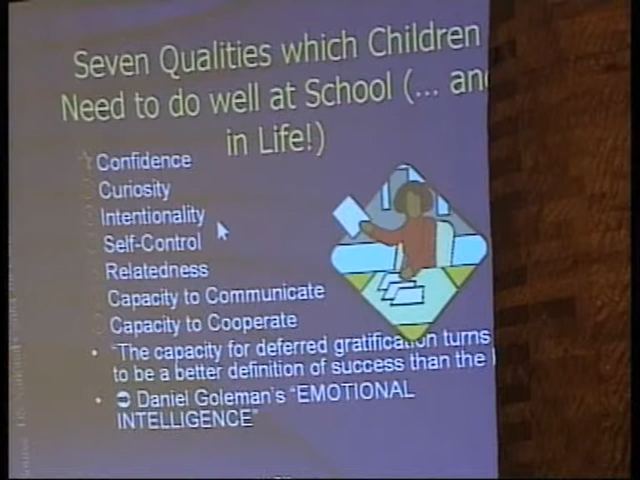 Seven Qualities which Children
Need to do well at School (... and
in Life!)
Confidence
Curiosity
Intentionality
Self-Control
Relatedness
Capacity to Communicate
Capacity to Cooperate
• "The capacity for deferred gratification turns
to be a better definition of success than the
• ➲ Daniel Goleman's "EMOTIONAL
INTELLIGENCE"